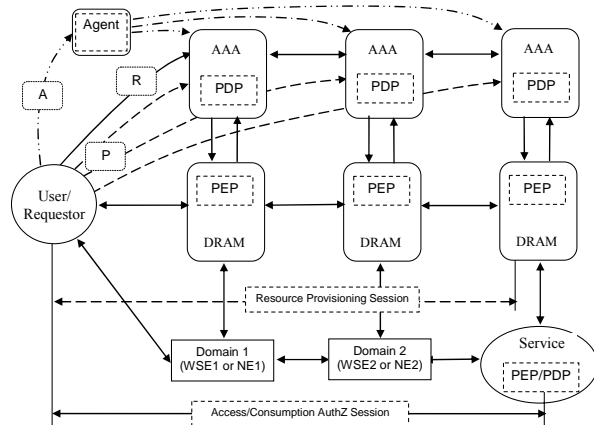 Agent
AAA
AAA
AAA
R
A
PDP
PDP
PDP
P
User/
Requestor
PEP
PEP
PEP
DRAM
DRAM
DRAM
Resource Provisioning Session
Domain 1
(WSE1 or NE1)
Domain 2
(WSE2 or NE2)
Service
PEP/PDP
Access/Consumption AuthZ Session